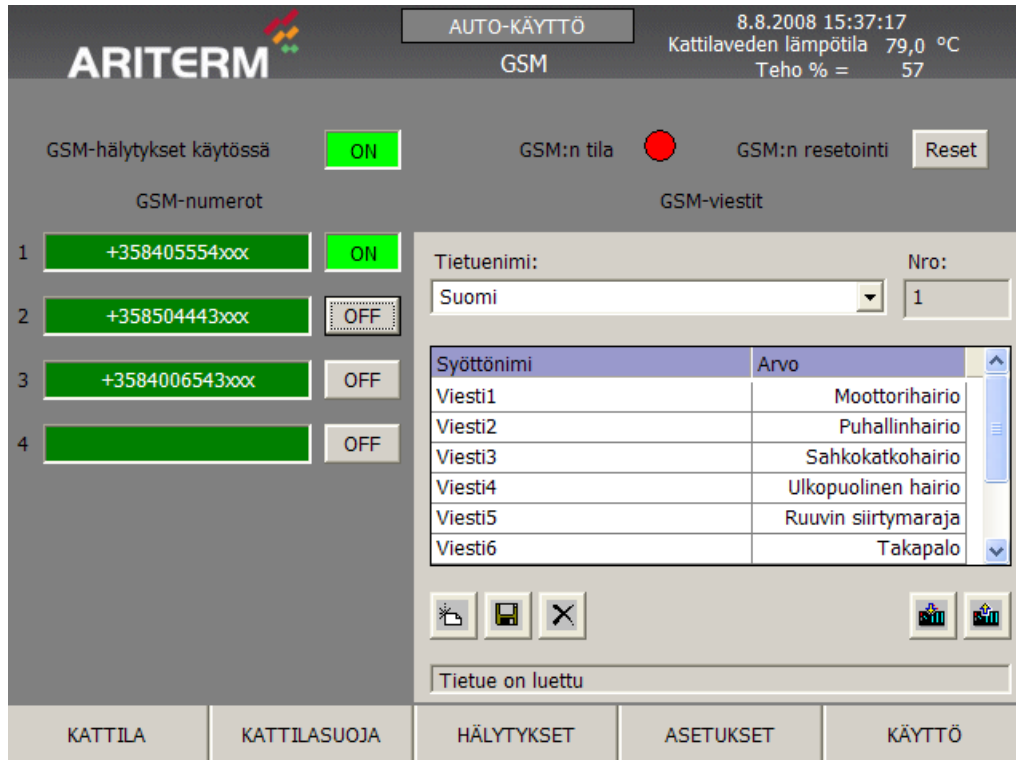 ARITERM
AUTO-KÄYTTÖ
GSM
8.8.2008 15:37:17
Kattilaveden lämpötila 79,0 °C
Teho % = 57
GSM-hälytykset käytössä ON
GSM:n tila
GSM:n resetointi Reset
GSM-numerot
GSM-viestit
1 +358405554xxx ON
2 +358504443xxx OFF
3 +3584006543xxx OFF
4 OFF
Tietuenimi: Nro:
Suomi 1
Syöttönimi Arvo
Viesti1 Moottorihairio
Viesti2 Puhallinhairio
Viesti3 Sahkokatkohairio
Viesti4 Ulkopuolinen hairio
Viesti5 Ruuvin siirtymaraja
Viesti6 Takapalo
Tietue on luettu
KATTILA KATTILASUOJA HÄLYTYKSET ASETUKSET KÄYTTÖ